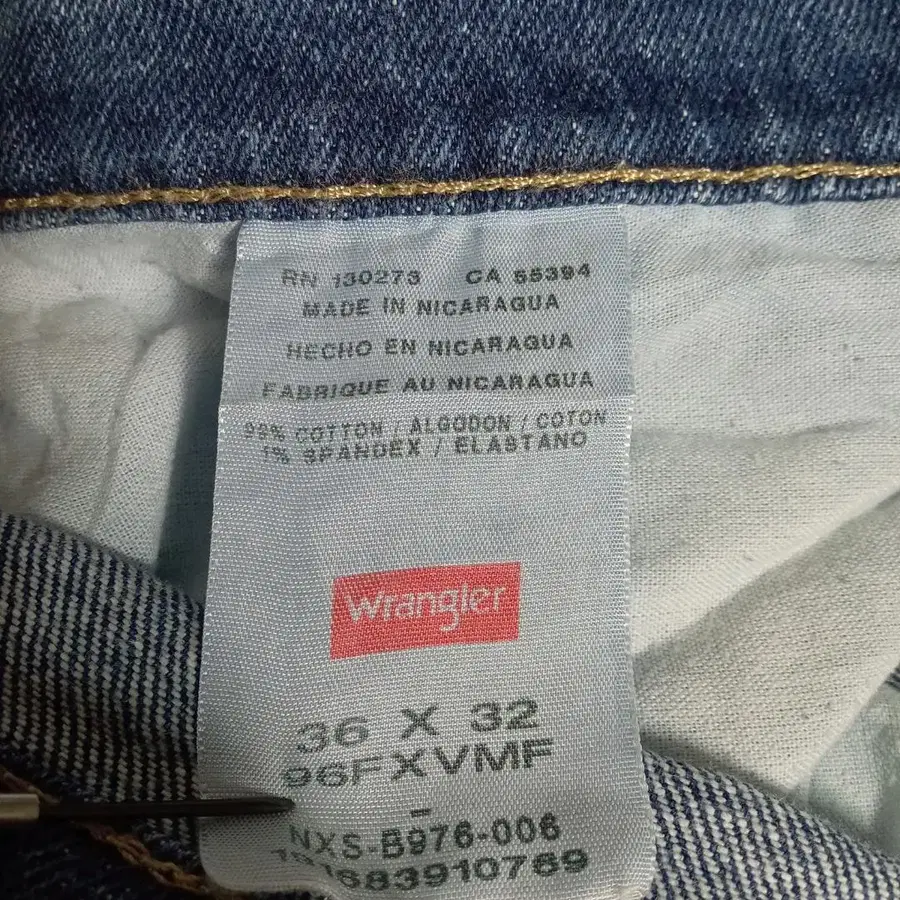 RN 130273 CA 55394
MADE IN NICARAGUA
HECHO EN NICARAGUA
FABRIQUE AU NICARAGUA
99% COTTON / ALGODON / COTON
1% SPANDEX / ELASTANO
Wrangler
36 X 32
96FXVMF
-
NXS-B976-006